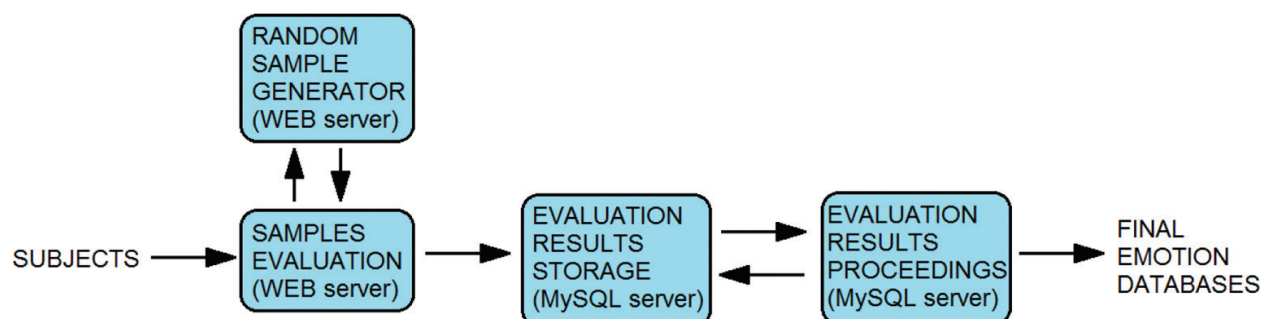 RANDOM
SAMPLE
GENERATOR
(WEB server)
SUBJECTS
SAMPLES
EVALUATION
(WEB server)
EVALUATION
RESULTS
STORAGE
(MySQL server)
EVALUATION
RESULTS
PROCEEDINGS
(MySQL server)
FINAL
EMOTION
DATABASES